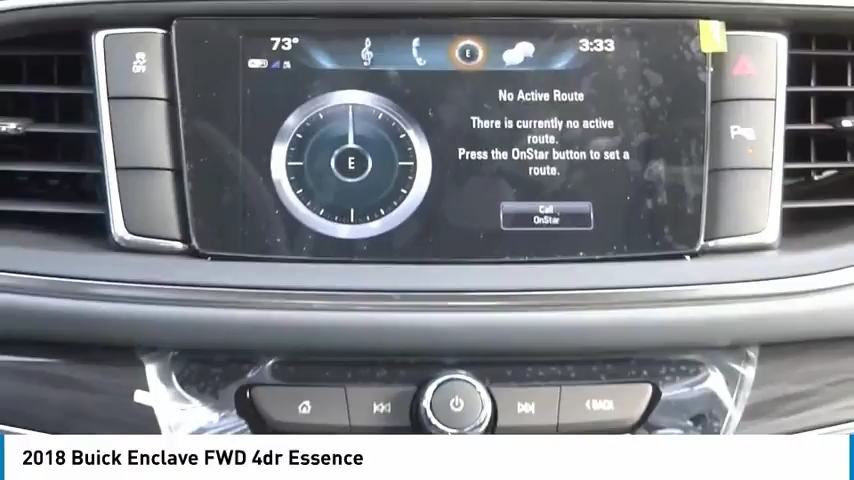 73°
3:33
E
No Active Route
There is currently no active
route.
Press the OnStar button to set a
route.
E
Call
OnStar
BACK
2018 Buick Enclave FWD 4dr Essence